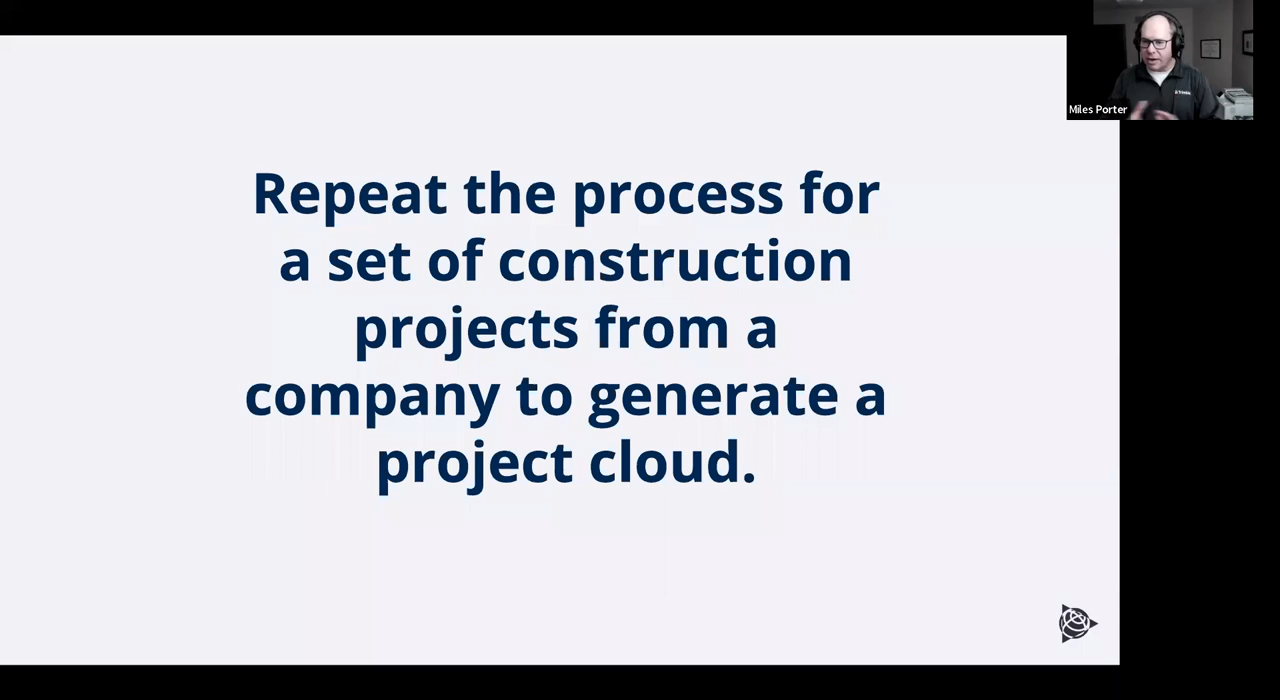 Repeat the process for
a set of construction
projects from a
company to generate a
project cloud.
Miles Porter